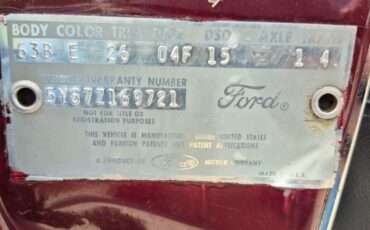 BODY COLOR TRIM DATE DSO AXLE TRANS
63B E 26 04F 15 1 4
VEHICLE WARRANTY NUMBER
5Y87Z169721
Ford ®
NOT FOR TITLE OR
REGISTRATION PURPOSES
THIS VEHICLE IS MANUFACTURED UNDER UNITED STATES
AND FOREIGN PATENTS AND PATENT APPLICATIONS
A PRODUCT OF Ford MOTOR COMPANY
MADE IN U.S.A.